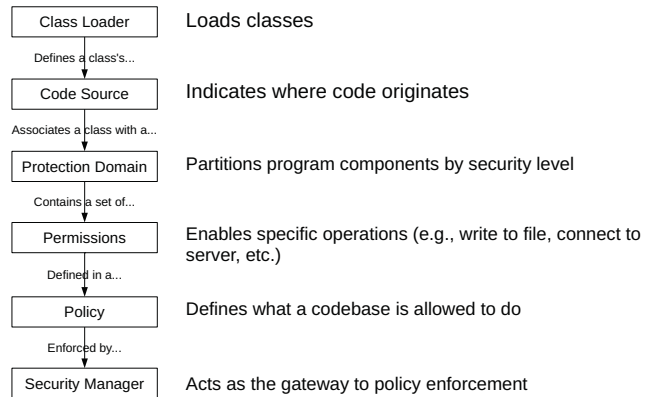 Class Loader
Loads classes
Defines a class's...
Code Source
Indicates where code originates
Associates a class with a...
Protection Domain
Partitions program components by security level
Contains a set of...
Permissions
Enables specific operations (e.g., write to file, connect to
server, etc.)
Defined in a...
Policy
Defines what a codebase is allowed to do
Enforced by...
Security Manager
Acts as the gateway to policy enforcement